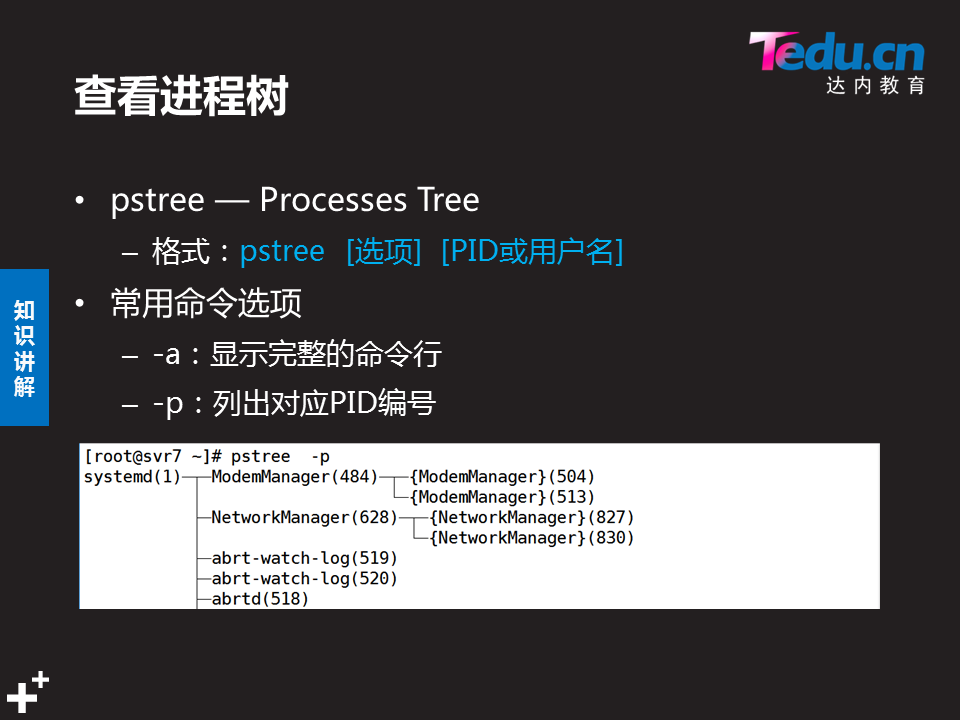 Tedu.cn
达内教育
查看进程树
• pstree — Processes Tree
– 格式：pstree [选项] [PID或用户名]
• 常用命令选项
– -a：显示完整的命令行
– -p：列出对应PID编号
知识讲解
[root@svr7 ~]# pstree  -p
systemd(1)─┬─ModemManager(484)─┬─{ModemManager}(504)
           │                   └─{ModemManager}(513)
           ├─NetworkManager(628)─┬─{NetworkManager}(827)
           │                     └─{NetworkManager}(830)
           ├─abrt-watch-log(519)
           ├─abrt-watch-log(520)
           ├─abrtd(518)